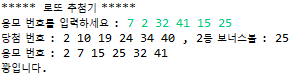 ***** 로또 추첨기 *****
응모 번호를 입력하세요 : 7 2 32 41 15 25
당첨 번호 : 2 10 19 24 34 40 , 2등 보너스볼 : 25
응모 번호 : 2 7 15 25 32 41
꽝입니다.